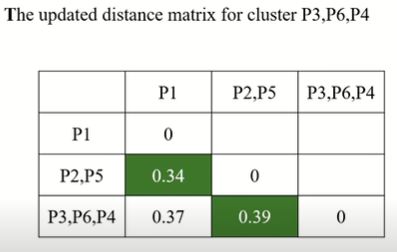 The updated distance matrix for cluster P3,P6,P4
P1 P2,P5 P3,P6,P4
P1 0
P2,P5 0.34 0
P3,P6,P4 0.37 0.39 0